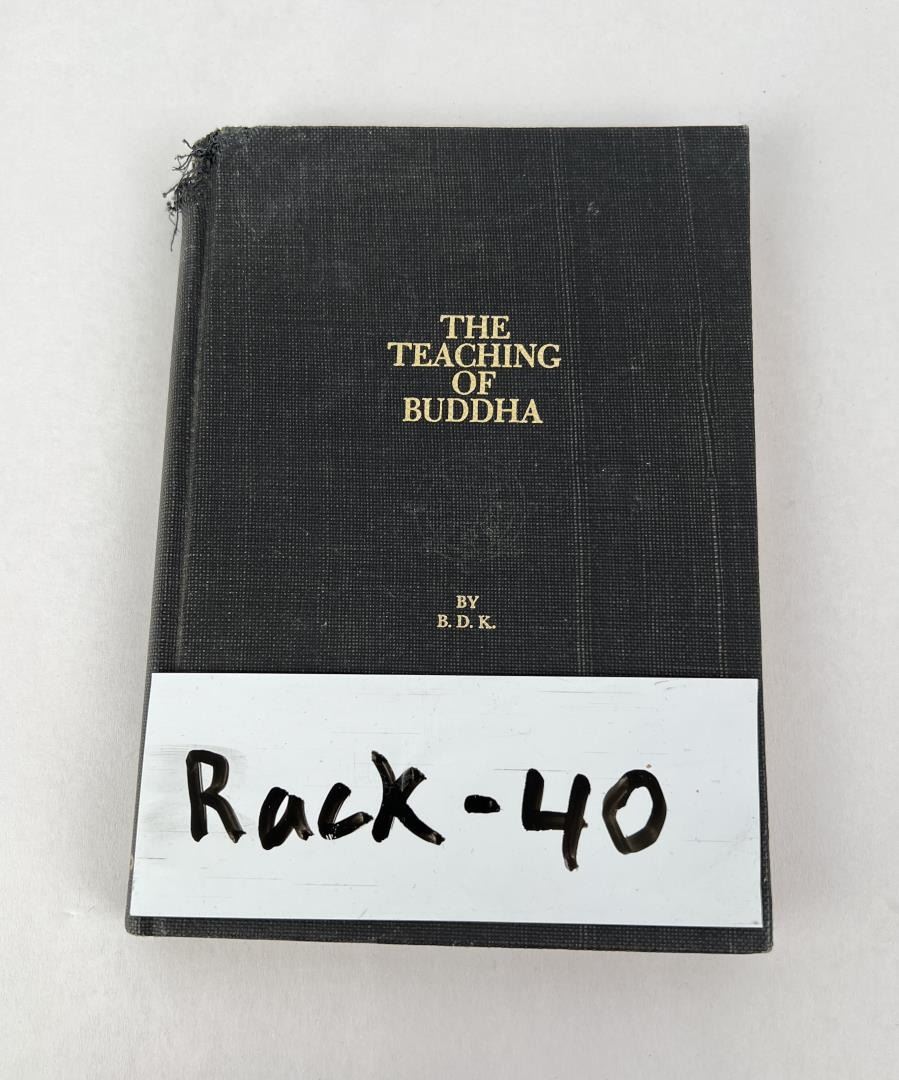 THE
TEACHING
OF
BUDDHA
BY
B. D. K.
Rack-40